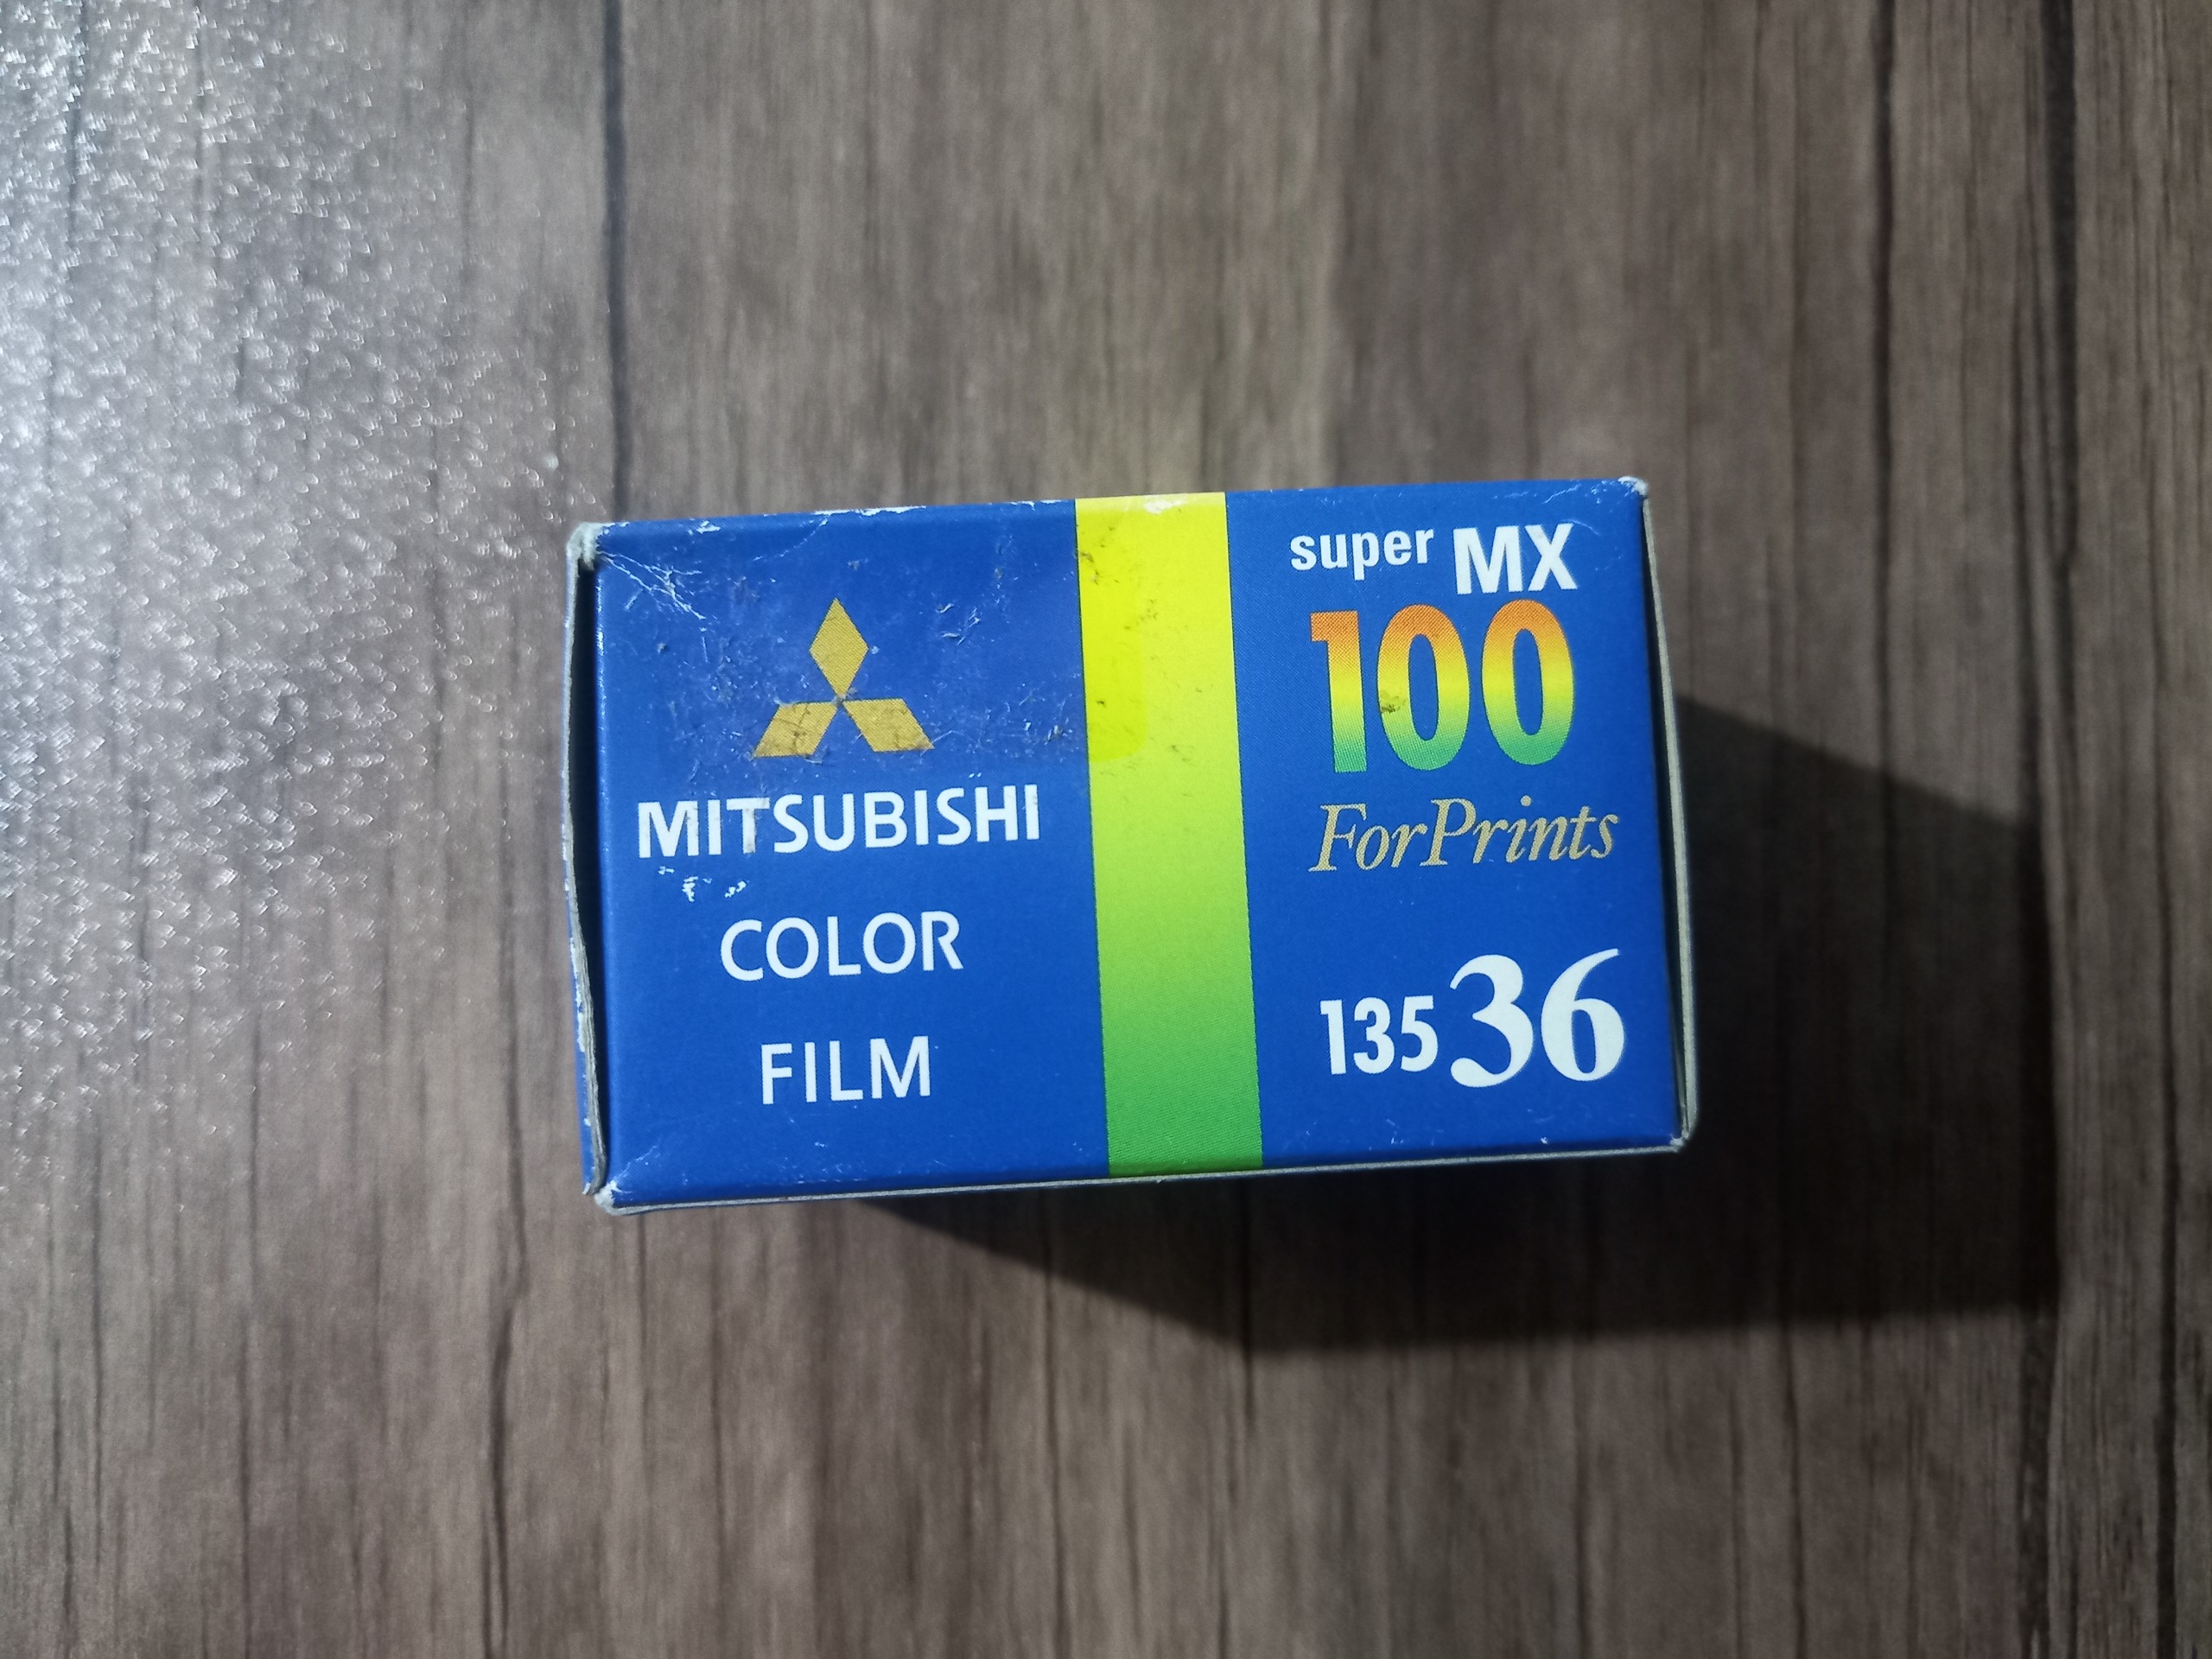 MITSUBISHI
COLOR
FILM
super MX
100
ForPrints
135 36